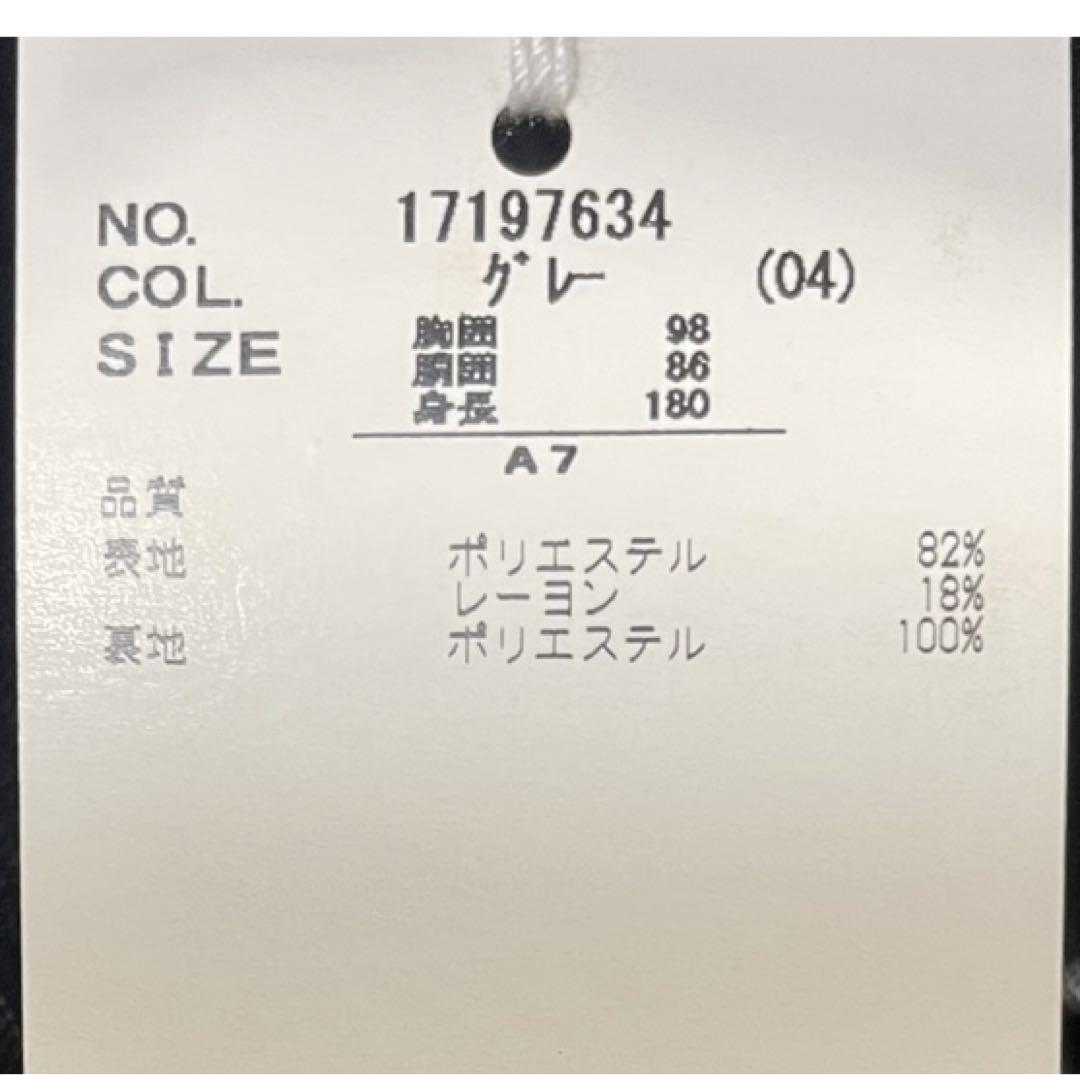 NO. 17197634
COL. グレー (04)
SIZE 胸囲 98
胴囲 86
身長 180
A7
品質
表地 ポリエステル 82%
レーヨン 18%
裏地 ポリエステル 100%